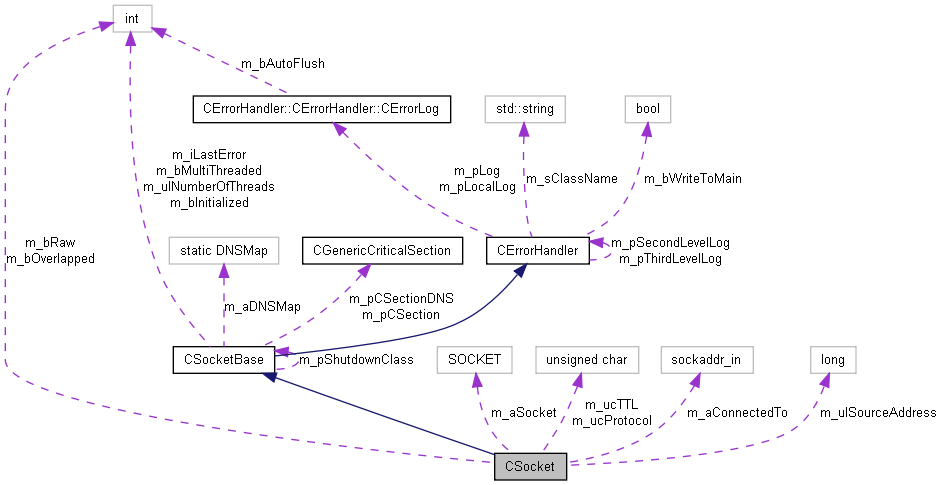 int
m_bAutoFlush
CErrorHandler::CErrorHandler::CErrorLog
std::string
bool
m_iLastError
m_bMultiThreaded
m_ulNumberOfThreads
m_bInitialized
m_pLog
m_pLocalLog
m_sClassName
m_bWriteToMain
m_bRaw
m_bOverlapped
static DNSMap
CGenericCriticalSection
CErrorHandler
m_pSecondLevelLog
m_pThirdLevelLog
m_aDNSMap
m_pCSectionDNS
m_pCSection
CSocketBase
m_pShutdownClass
SOCKET
unsigned char
sockaddr_in
long
m_aSocket
m_ucTTL
m_ucProtocol
m_aConnectedTo
m_ulSourceAddress
CSocket